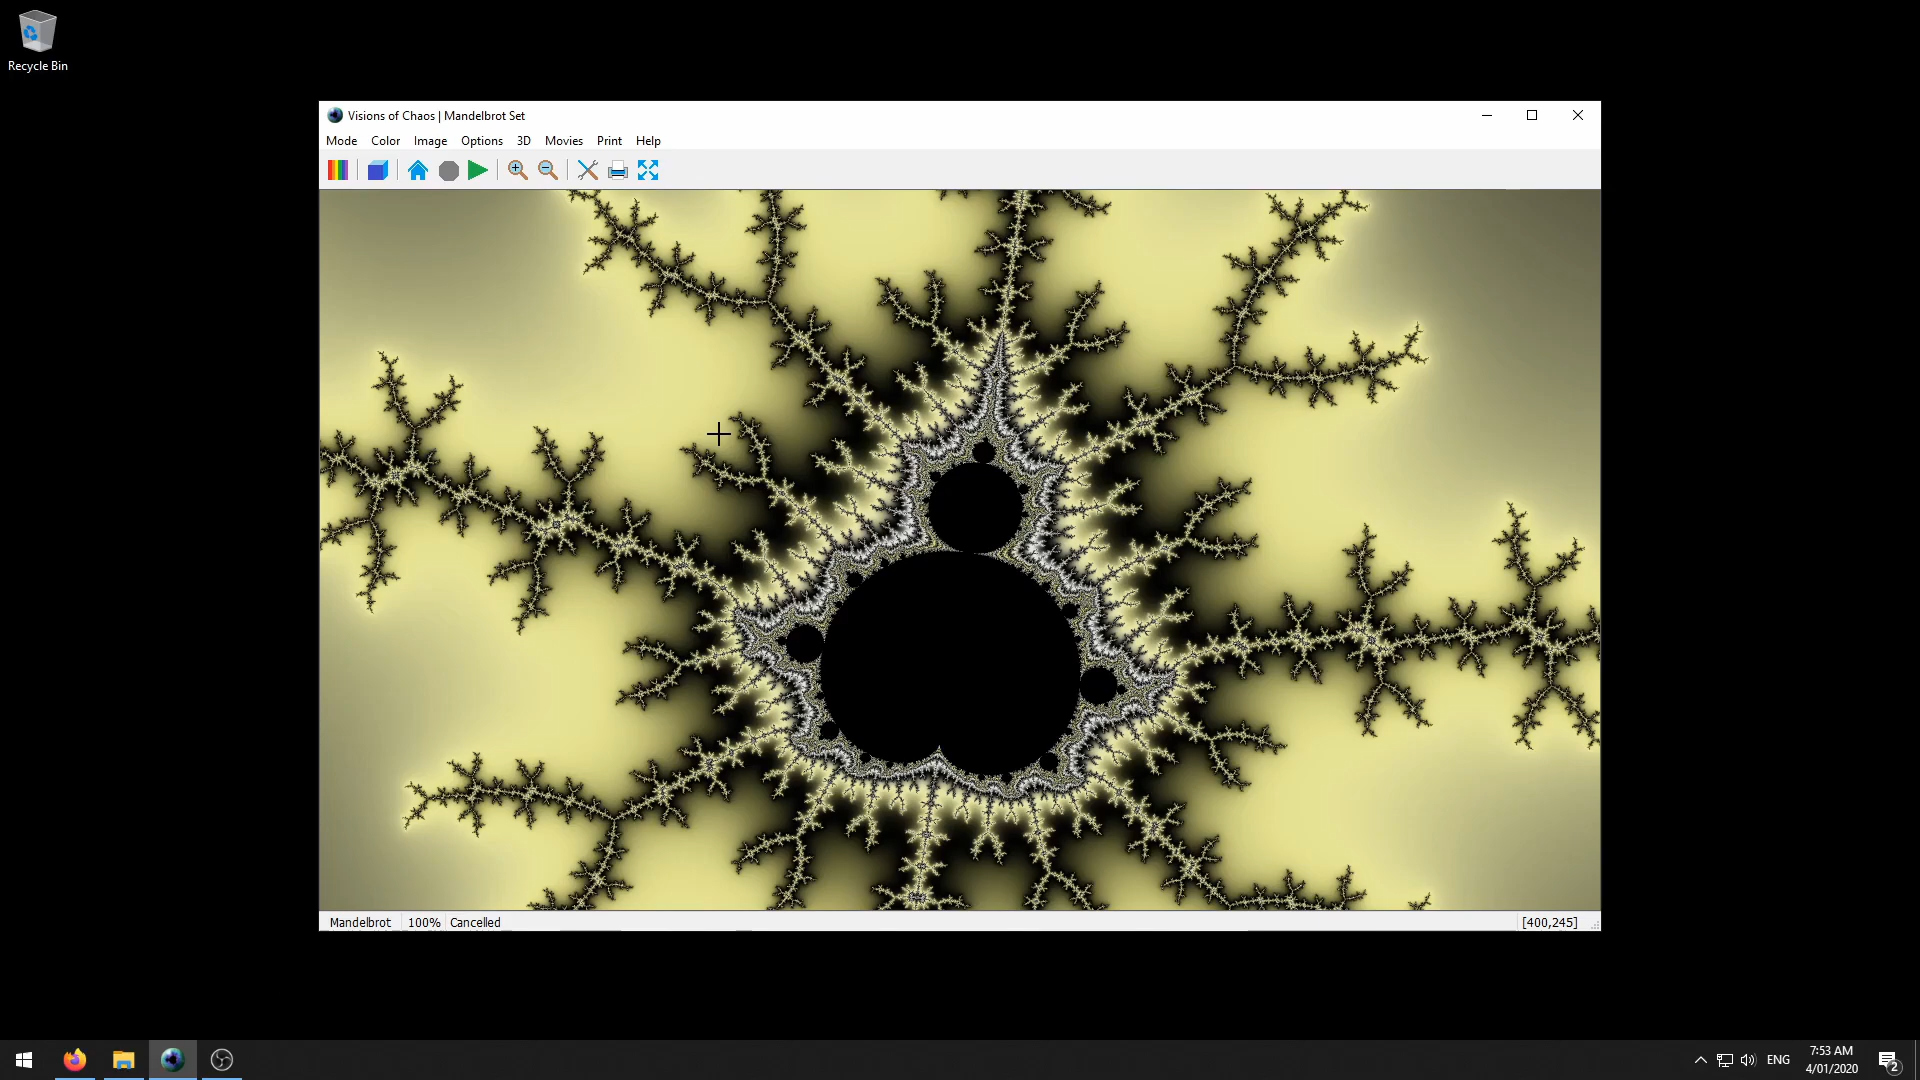 Recycle Bin
Visions of Chaos | Mandelbrot Set
Mode Color Image Options 3D Movies Print Help
Mandelbrot 100% Cancelled [400,245]
ENG
7:53 AM
4/01/2020
2